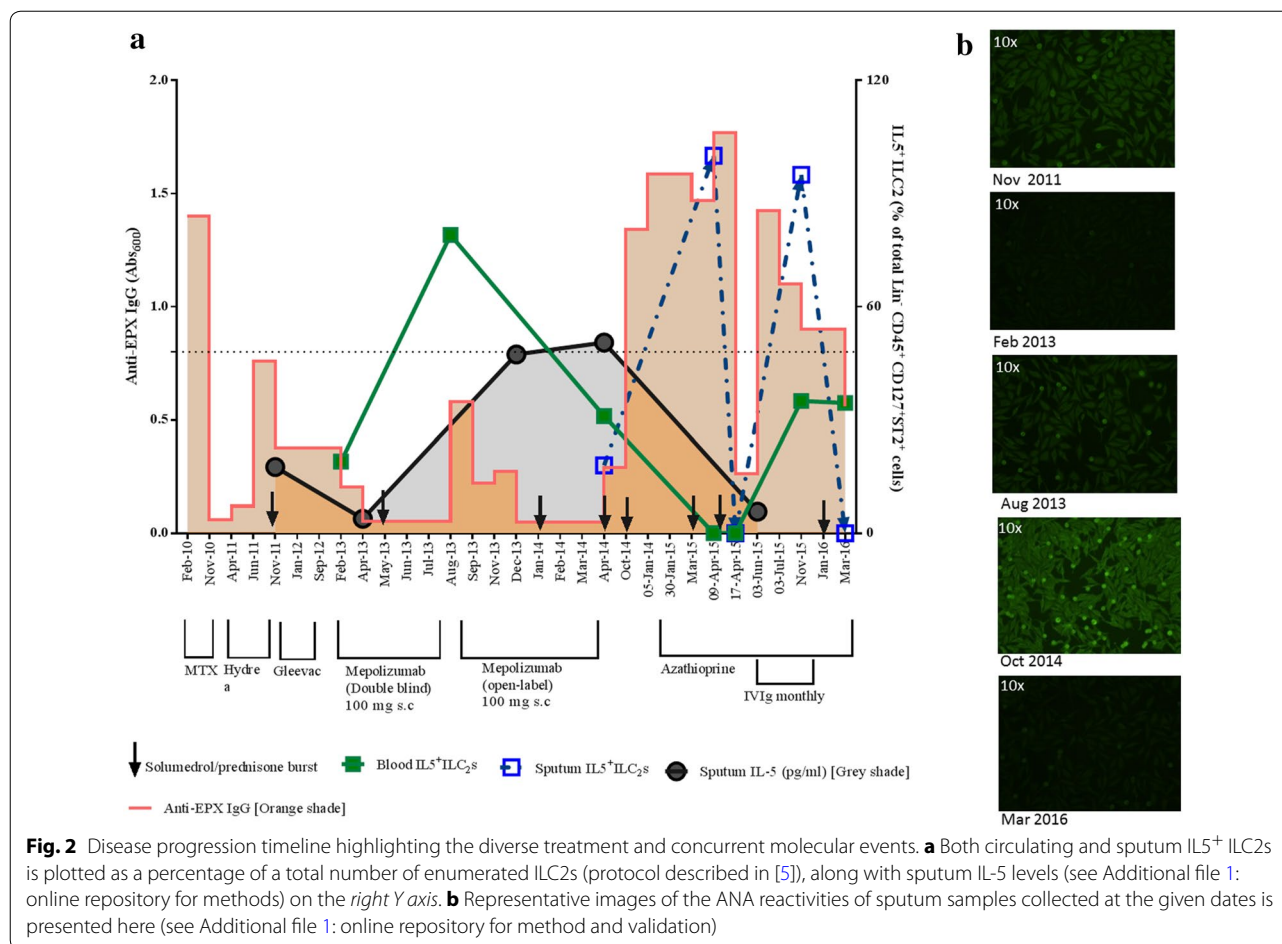 a
b
2.0
1.5
1.0
0.5
0.0
Anti-EPX IgG (Abs600)
120
60
0
IL5+ ILC2 (% of total Lin- CD45+ CD127+ST2+ cells)
Feb-10
Nov-10
Apr-11
Jun-11
Nov-11
Jan-12
Sep-12
Feb-13
Apr-13
May-13
Jun-13
Jul-13
Aug-13
Sep-13
Nov-13
Dec-13
Jan-14
Feb-14
Mar-14
Apr-14
Oct-14
05-Jan-14
30-Jan-15
Mar-15
09-Apr-15
17-Apr-15
03-Jun-15
03-Jul-15
Nov-15
Jan-16
Mar-16
MTX
Hydre
a
Gleevac
Mepolizumab
(Double blind)
100 mg s.c
Mepolizumab
(open-label)
100 mg s.c
Azathioprine
IVIg monthly
Solumedrol/prednisone burst
Blood IL5+ILC2s
Sputum IL5+ILC2s
Sputum IL-5 (pg/ml) [Grey shade]
Anti-EPX IgG [Orange shade]
10x
Nov 2011
10x
Feb 2013
10x
Aug 2013
10x
Oct 2014
10x
Mar 2016
Fig. 2 Disease progression timeline highlighting the diverse treatment and concurrent molecular events. a Both circulating and sputum IL5+ ILC2s
is plotted as a percentage of a total number of enumerated ILC2s (protocol described in [5]), along with sputum IL-5 levels (see Additional file 1:
online repository for methods) on the right Y axis. b Representative images of the ANA reactivities of sputum samples collected at the given dates is
presented here (see Additional file 1: online repository for method and validation)